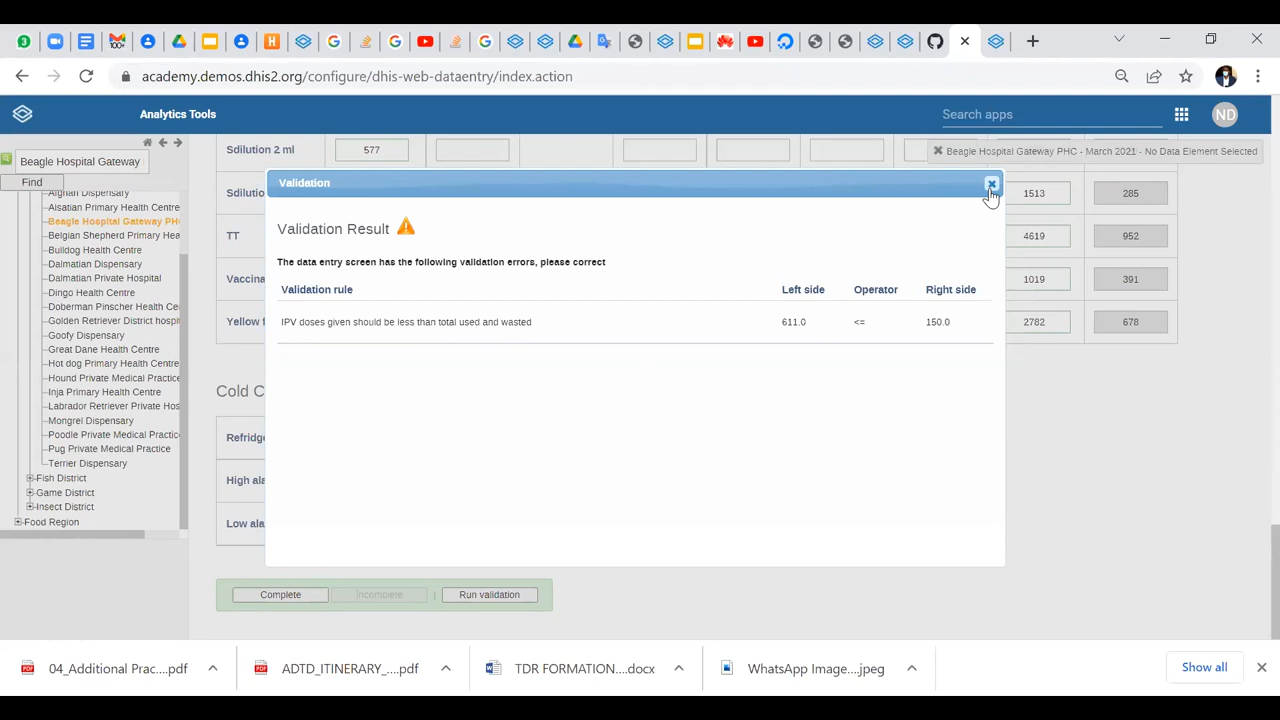 academy.demos.dhis2.org/configure/dhis-web-dataentry/index.action
Analytics Tools
Search apps
ND
Beagle Hospital Gateway
Find
Afghan Dispensary
Alsatian Primary Health Centre
Beagle Hospital Gateway PHC
Belgian Shepherd Primary Hea
Bulldog Health Centre
Dalmatian Dispensary
Dalmatian Private Hospital
Dingo Health Centre
Doberman Pinscher Health Ce
Golden Retriever District hospi
Goofy Dispensary
Great Dane Health Centre
Hot dog Primary Health Centre
Hound Private Medical Practice
Inja Primary Health Centre
Labrador Retriever Private Hos
Mongrel Dispensary
Poodle Private Medical Practic
Pug Private Medical Practice
Terrier Dispensary
Fish District
Game District
Insect District
Food Region
Beagle Hospital Gateway PHC - March 2021 - No Data Element Selected
Sdilution 2 ml 577
Sdilutio 1513 285
TT 4619 952
Vaccina 1019 391
Yellow f 2782 678
Validation
Validation Result
The data entry screen has the following validation errors, please correct
Validation rule Left side Operator Right side
IPV doses given should be less than total used and wasted 611.0 <= 150.0
Cold C
Refridge
High ala
Low ala
Complete Incomplete | Run validation
04_Additional Prac....pdf
ADTD_ITINERARY_....pdf
TDR FORMATION....docx
WhatsApp Image....jpeg
Show all